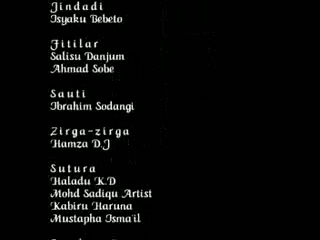 Jindadi
Isyaku Bebeto
Fitilar
Salisu Danjum
Ahmad Sobe
Sauti
Ibrahim Sodangi
Zirga-zirga
Hamza D.J
Sutura
Haladu K.D
Mohd Sadiqu Artist
Kabiru Haruna
Mustapha Isma'il